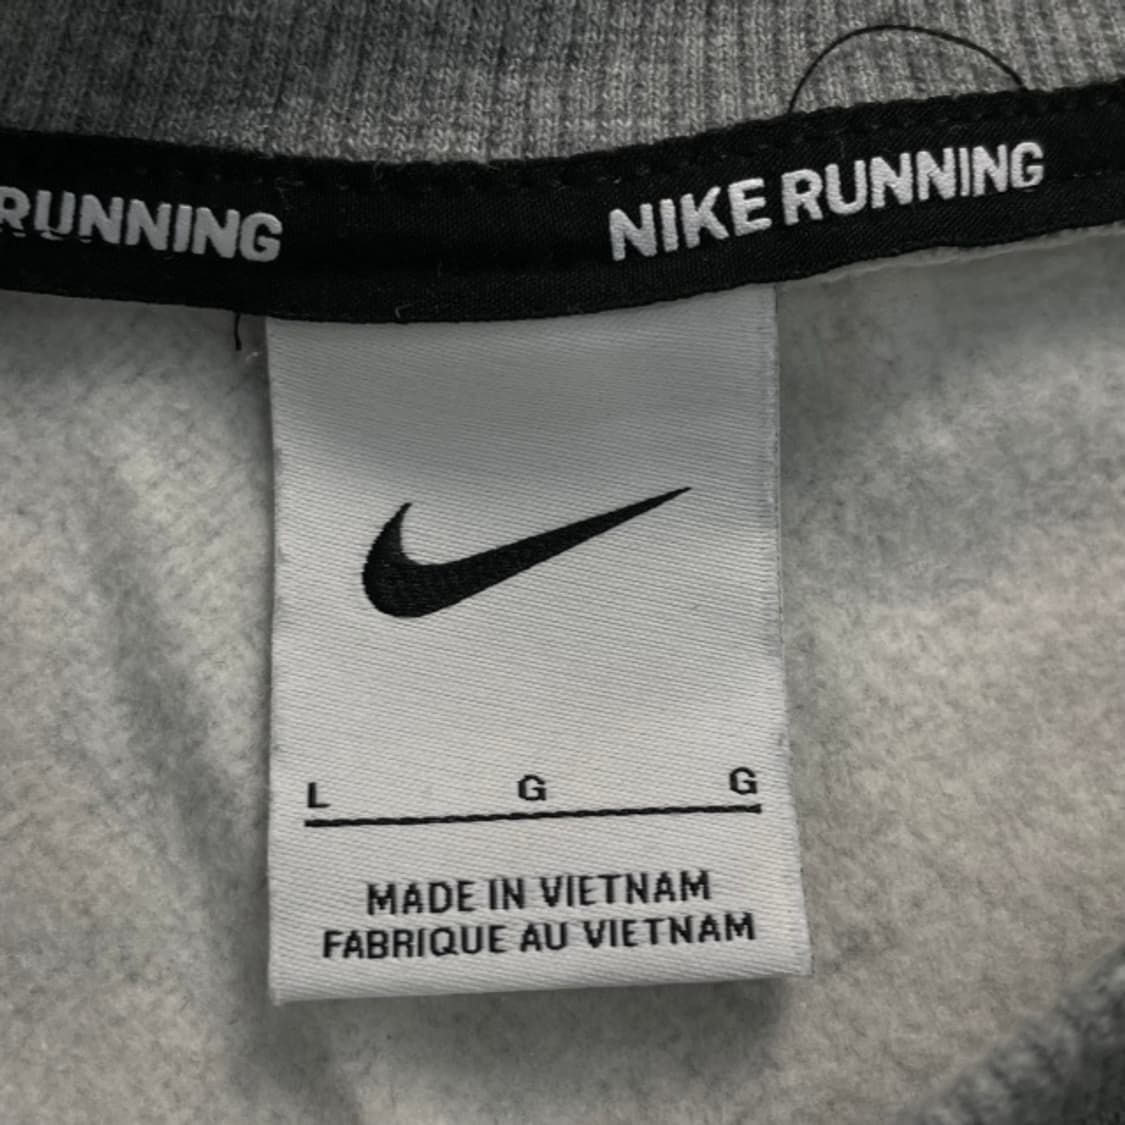 RUNNING
NIKE RUNNING
L G G
MADE IN VIETNAM
FABRIQUE AU VIETNAM